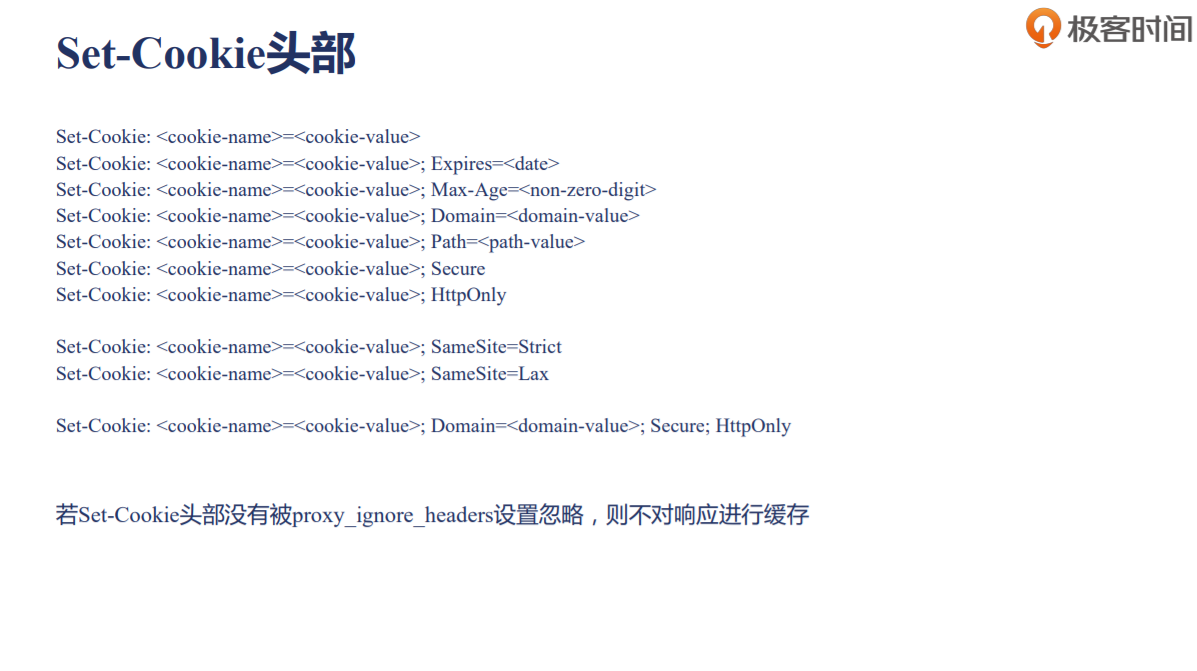 极客时间
Set-Cookie头部
Set-Cookie: <cookie-name>=<cookie-value>
Set-Cookie: <cookie-name>=<cookie-value>; Expires=<date>
Set-Cookie: <cookie-name>=<cookie-value>; Max-Age=<non-zero-digit>
Set-Cookie: <cookie-name>=<cookie-value>; Domain=<domain-value>
Set-Cookie: <cookie-name>=<cookie-value>; Path=<path-value>
Set-Cookie: <cookie-name>=<cookie-value>; Secure
Set-Cookie: <cookie-name>=<cookie-value>; HttpOnly
Set-Cookie: <cookie-name>=<cookie-value>; SameSite=Strict
Set-Cookie: <cookie-name>=<cookie-value>; SameSite=Lax
Set-Cookie: <cookie-name>=<cookie-value>; Domain=<domain-value>; Secure; HttpOnly
若Set-Cookie头部没有被proxy_ignore_headers设置忽略，则不对响应进行缓存